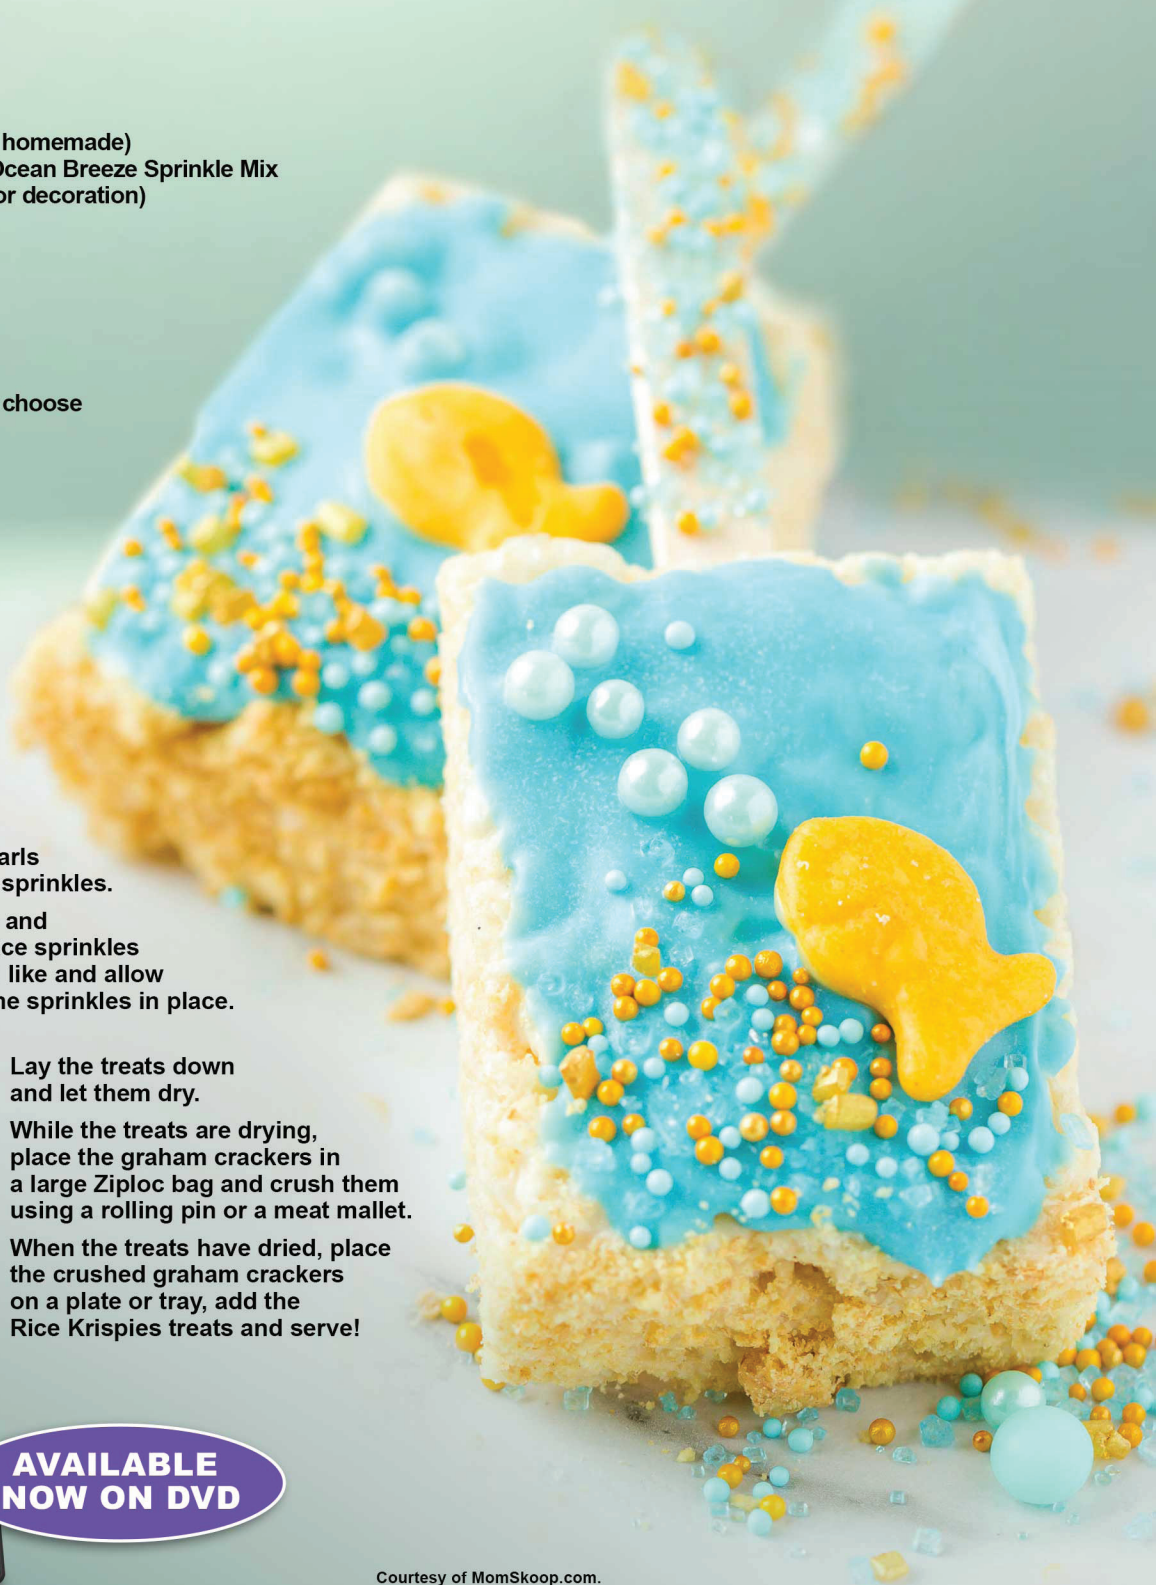 homemade)
Ocean Breeze Sprinkle Mix
or decoration)
choose
arls
sprinkles.
and
ce sprinkles
like and allow
he sprinkles in place.
Lay the treats down
and let them dry.
While the treats are drying,
place the graham crackers in
a large Ziploc bag and crush them
using a rolling pin or a meat mallet.
When the treats have dried, place
the crushed graham crackers
on a plate or tray, add the
Rice Krispies treats and serve!
AVAILABLE
NOW ON DVD
Courtesy of MomSkoop.com.